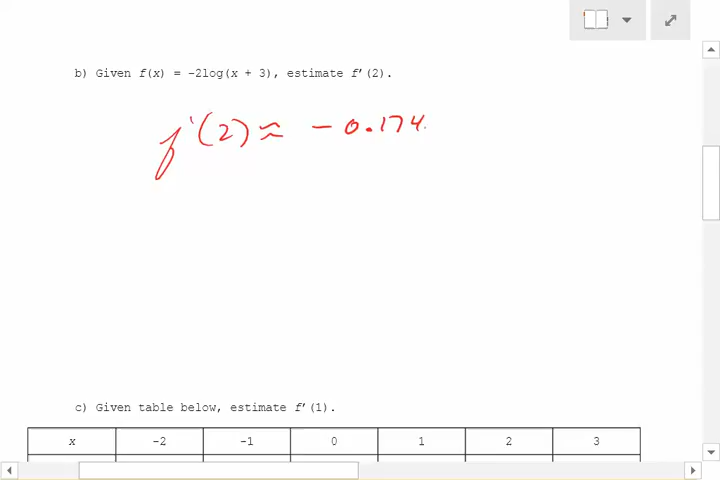 b) Given f(x) = -2log(x + 3), estimate f'(2).
f'(2) ≈ - 0.174
c) Given table below, estimate f'(1).
x -2 -1 0 1 2 3